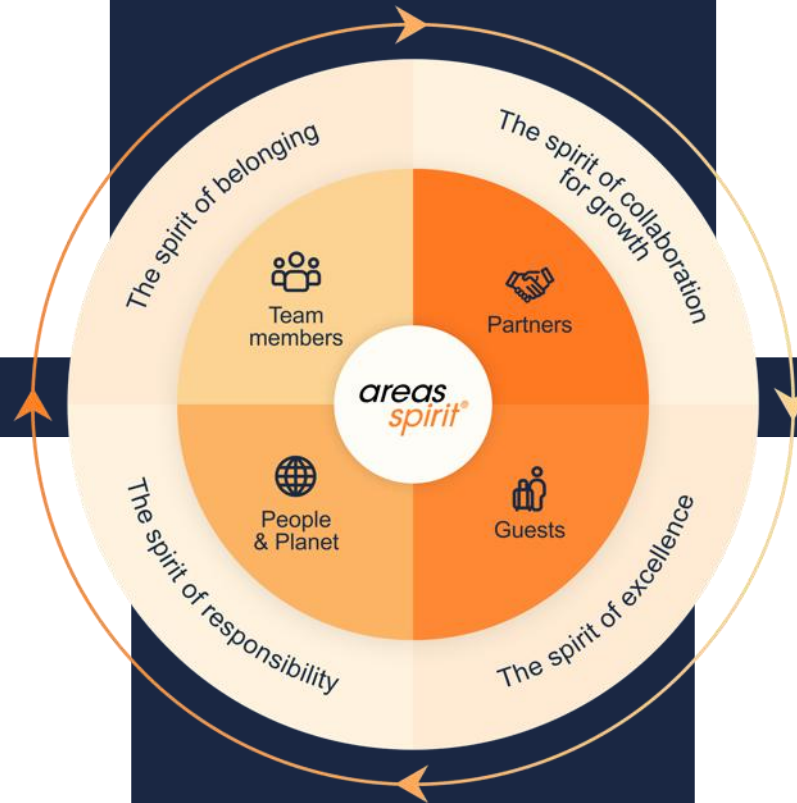 The spirit of belonging
The spirit of collaboration
for growth
Team
members
Partners
areas
spirit®
People
& Planet
Guests
The spirit of responsibility
The spirit of excellence